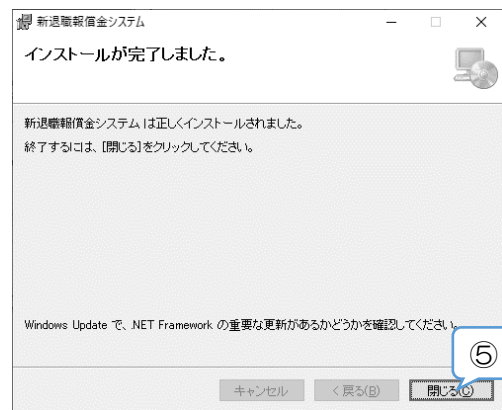 新退職報償金システム
インストールが完了しました。
新退職報償金システム は正しくインストールされました。
終了するには、[閉じる]をクリックしてください。
Windows Update で、.NET Framework の重要な更新があるかどうかを確認してください。
⑤
キャンセル
< 戻る(B)
閉じる(C)